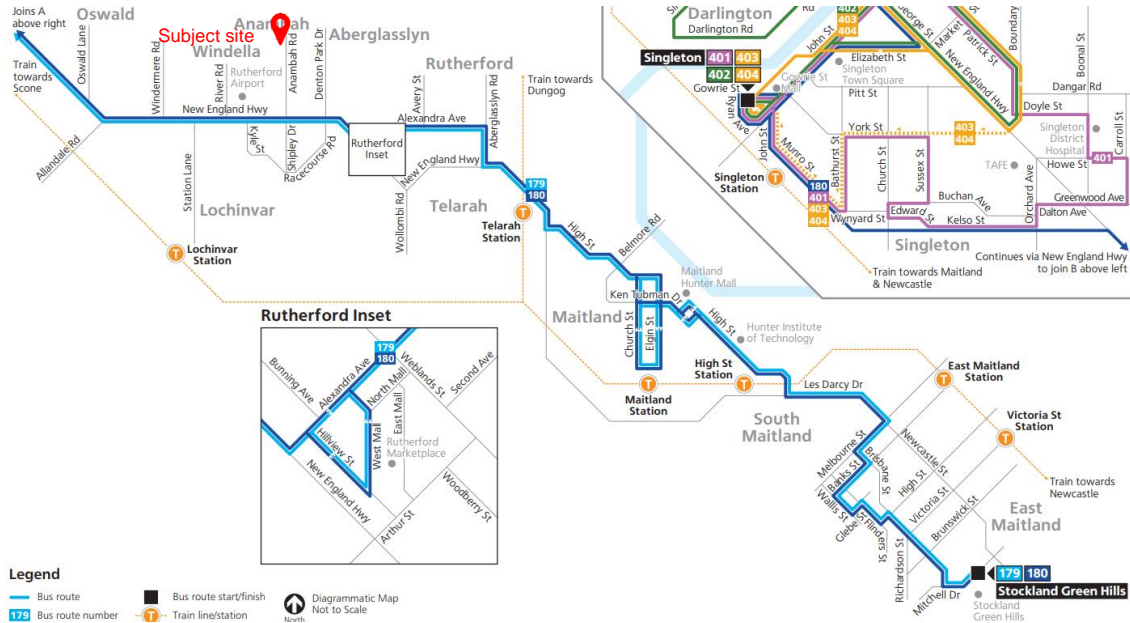 Joins A
above right
Oswald
Train
towards
Scone
Oswald Lane
Windermere Rd
Windella
River Rd
Rutherford
Airport
Subject site
Anambah Rd
Denton Park Dr
Aberglasslyn
Rutherford
Avery St
Aberglasslyn Rd
Train towards
Dungog
New England Hwy
Alexandra Ave
Allandale Rd
Station Lane
Kyle
St
Shipley Dr
Racecourse Rd
Rutherford
Inset
New England Hwy
Wollombi Rd
Lochinvar
Telarah
179
180
Telarah
Station
Lochinvar
Station
High St
Belmore Rd
Maitland
Hunter Mall
Ken Tubman Dr
Maitland
Church St
Elgin St
High St
Hunter Institute
of Technology
High St
Station
Maitland
Station
Les Darcy Dr
East Maitland
Station
Victoria St
Station
South
Maitland
Melbourne St
Banks St
Brisbane St
Newcastle St
High St
Wallis St
Glebe St
Flinders St
Victoria St
Brunswick St
Richardson St
Train towards
Newcastle
East
Maitland
Mitchell Dr
179 180
Stockland Green Hills
Stockland
Green Hills
Rutherford Inset
179
180
Bunning Ave
Alexandra Ave
North Mall
Weblands St
Second Ave
East Mall
West Mall
Hillview St
Rutherford
Marketplace
New England Hwy
Woodberry St
Arthur St
Darlington
Rd
Darlington Rd
402
403
404
John St
George St
Market
Patrick St
Boundary
Boonal St
Singleton 401 403
402 404
Gowrie St
Gowrie St
Mall
Elizabeth St
Singleton
Town Square
Pitt St
New England Hwy
Dangar Rd
Doyle St
Ryan
Ave
John St
Munro St
York St
403
404
Singleton
District
Hospital
Carroll St
Singleton
Station
Bathurst St
Church St
Sussex St
TAFE
Howe St
401
Orchard Ave
Greenwood Ave
Dalton Ave
180
401
403
404
Wynyard St
Edward St
Buchan Ave
Kelso St
Singleton
Train towards Maitland
& Newcastle
Continues via New England Hwy
to join B above left
Legend
Bus route
179 Bus route number
Bus route start/finish
T Train line/station
North
Diagrammatic Map
Not to Scale